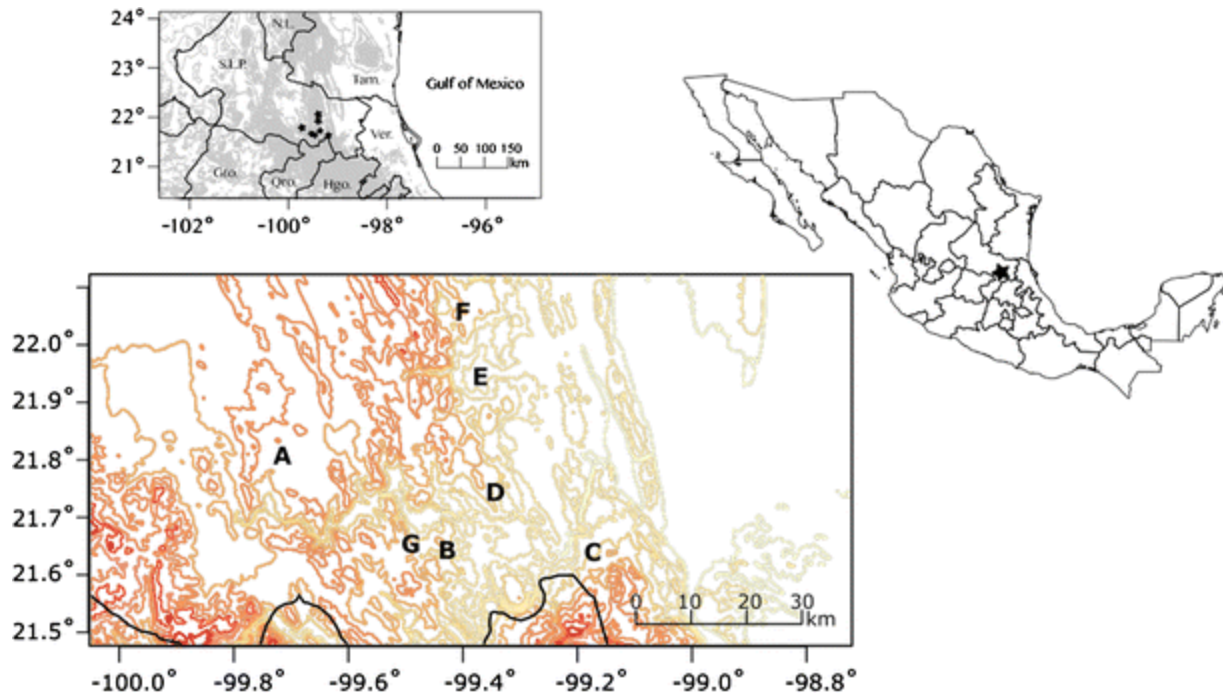 24°
N.L.
23°
S.L.P.
Tam.
Gulf of Mexico
22°
Ver.
0 50 100 150
km
21°
Gto.
Qro.
Hgo.
-102° -100° -98° -96°
F
22.0°
E
21.9°
A
21.8°
D
21.7°
G B C
21.6°
0 10 20 30
km
21.5°
-100.0° -99.8° -99.6° -99.4° -99.2° -99.0° -98.8°